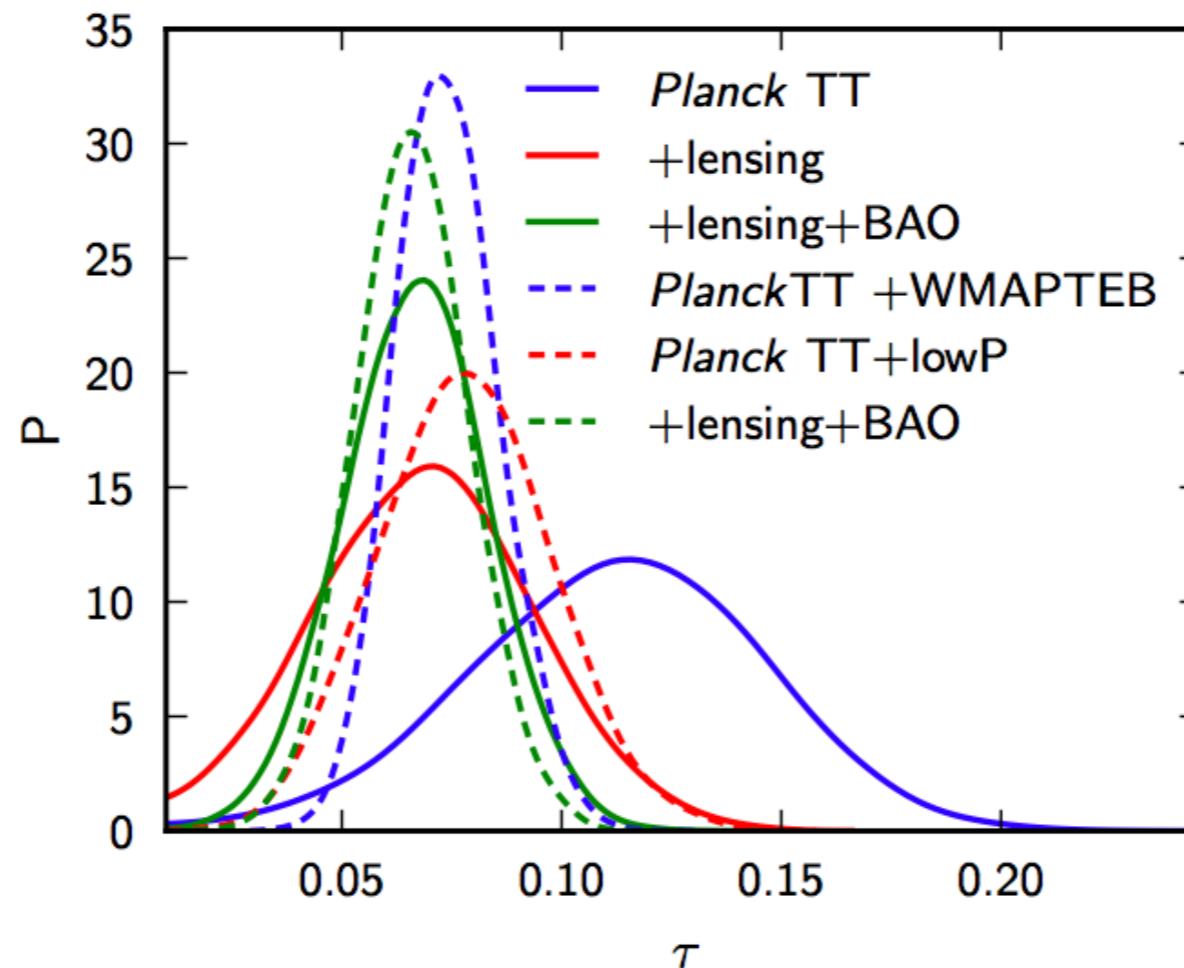 35
30
25
20
15
10
5
0
P
Planck TT
+lensing
+lensing+BAO
PlanckTT +WMAPTEB
Planck TT+lowP
+lensing+BAO
0.05 0.10 0.15 0.20
τ